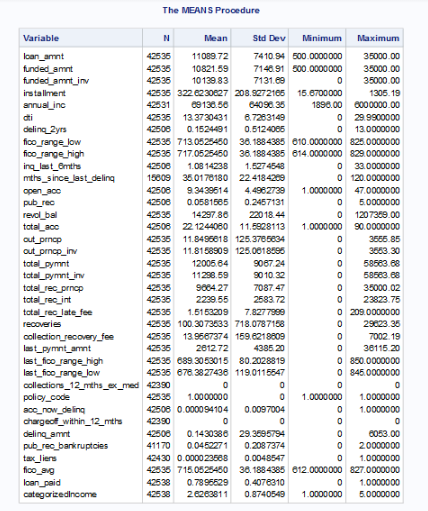 The MEANS Procedure
Variable N Mean Std Dev Minimum Maximum
loan_amnt 42535 11089.72 7410.94 500.0000000 35000.00
funded_amnt 42535 10821.59 7146.91 500.0000000 35000.00
funded_amnt_inv 42535 10139.83 7131.69 0 35000.00
installment 42535 322.6230627 208.9272165 15.6700000 1305.19
annual_inc 42531 69136.56 64096.35 1896.00 6000000.00
dti 42535 13.3730431 6.7263149 0 29.9900000
delinq_2yrs 42506 0.1524491 0.5124065 0 13.0000000
fico_range_low 42535 713.0525450 36.1884385 610.0000000 825.0000000
fico_range_high 42535 717.0525450 36.1884385 614.0000000 829.0000000
inq_last_6mths 42506 1.0814238 1.5274548 0 33.0000000
mths_since_last_delinq 15609 35.0176180 22.4184269 0 120.0000000
open_acc 42506 9.3439514 4.4962739 1.0000000 47.0000000
pub_rec 42506 0.0581565 0.2457131 0 5.0000000
revol_bal 42535 14297.86 22018.44 0 1207359.00
total_acc 42506 22.1244060 11.5928113 1.0000000 90.0000000
out_prncp 42535 11.8495618 125.3765634 0 3555.85
out_prncp_inv 42535 11.8158909 125.0618595 0 3553.30
total_pymnt 42535 12005.64 9067.24 0 58563.68
total_pymnt_inv 42535 11298.59 9010.32 0 58563.68
total_rec_prncp 42535 9664.27 7087.47 0 35000.02
total_rec_int 42535 2239.55 2583.72 0 23823.75
total_rec_late_fee 42535 1.5153209 7.8277999 0 209.0000000
recoveries 42535 100.3073533 718.0787158 0 29623.35
collection_recovery_fee 42535 13.9567374 159.6218609 0 7002.19
last_pymnt_amnt 42535 2612.72 4385.20 0 36115.20
last_fico_range_high 42535 689.3053015 80.2028819 0 850.0000000
last_fico_range_low 42535 676.3827436 119.0115547 0 845.0000000
collections_12_mths_ex_med 42390 0 0 0 0
policy_code 42535 1.0000000 0 1.0000000 1.0000000
acc_now_delinq 42506 0.000094104 0.0097004 0 1.0000000
chargeoff_within_12_mths 42390 0 0 0 0
delinq_amnt 42506 0.1430386 29.3595794 0 6053.00
pub_rec_bankruptcies 41170 0.0452271 0.2087374 0 2.0000000
tax_liens 42430 0.000023568 0.0048547 0 1.0000000
fico_avg 42535 715.0525450 36.1884385 612.0000000 827.0000000
loan_paid 42538 0.7895529 0.4076310 0 1.0000000
categorizedIncome 42538 2.6263811 0.8740549 1.0000000 5.0000000